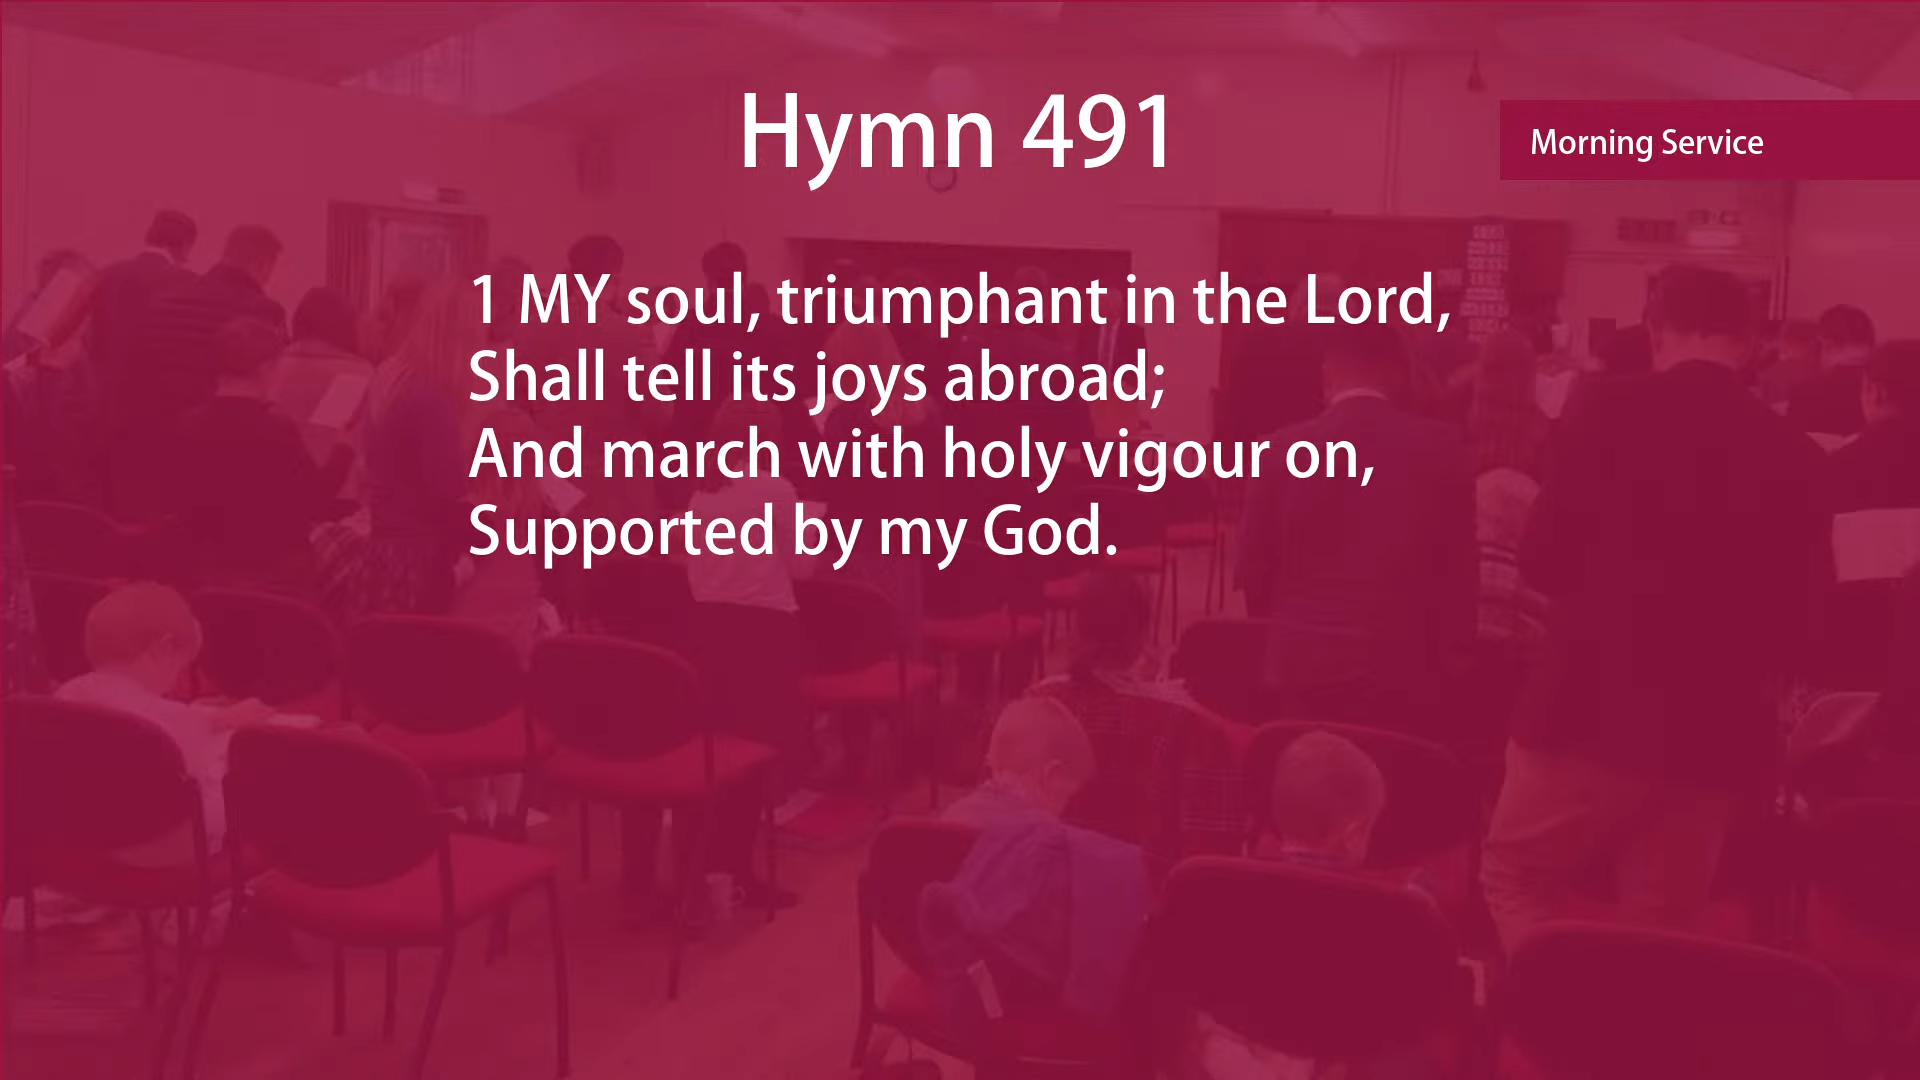 Hymn 491
Morning Service
1 MY soul, triumphant in the Lord,
Shall tell its joys abroad;
And march with holy vigour on,
Supported by my God.